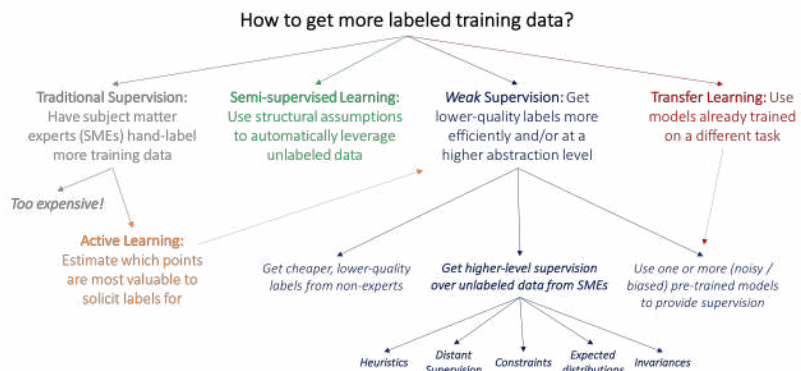 How to get more labeled training data?
Traditional Supervision:
Have subject matter
experts (SMEs) hand-label
more training data
Semi-supervised Learning:
Use structural assumptions
to automatically leverage
unlabeled data
Weak Supervision: Get
lower-quality labels more
efficiently and/or at a
higher abstraction level
Transfer Learning: Use
models already trained
on a different task
Too expensive!
Active Learning:
Estimate which points
are most valuable to
solicit labels for
Get cheaper, lower-quality
labels from non-experts
Get higher-level supervision
over unlabeled data from SMEs
Use one or more (noisy /
biased) pre-trained models
to provide supervision
Heuristics
Distant
Supervision
Constraints
Expected
distributions
Invariances